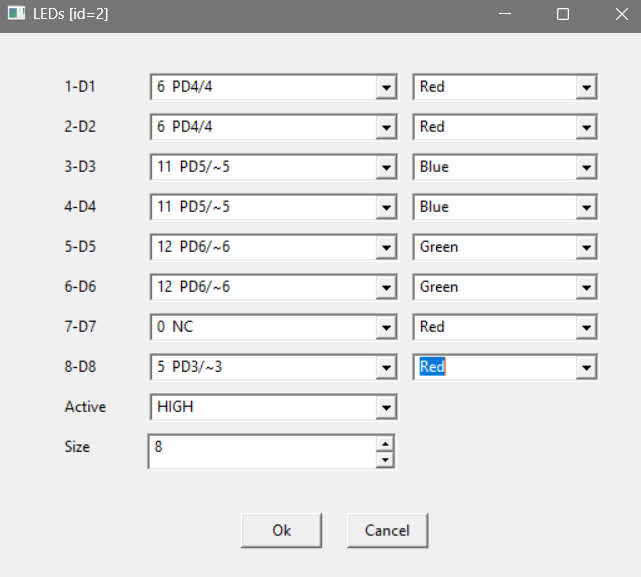 LEDs [id=2]
1-D1 6 PD4/4 Red
2-D2 6 PD4/4 Red
3-D3 11 PD5/~5 Blue
4-D4 11 PD5/~5 Blue
5-D5 12 PD6/~6 Green
6-D6 12 PD6/~6 Green
7-D7 0 NC Red
8-D8 5 PD3/~3 Red
Active HIGH
Size 8
Ok Cancel